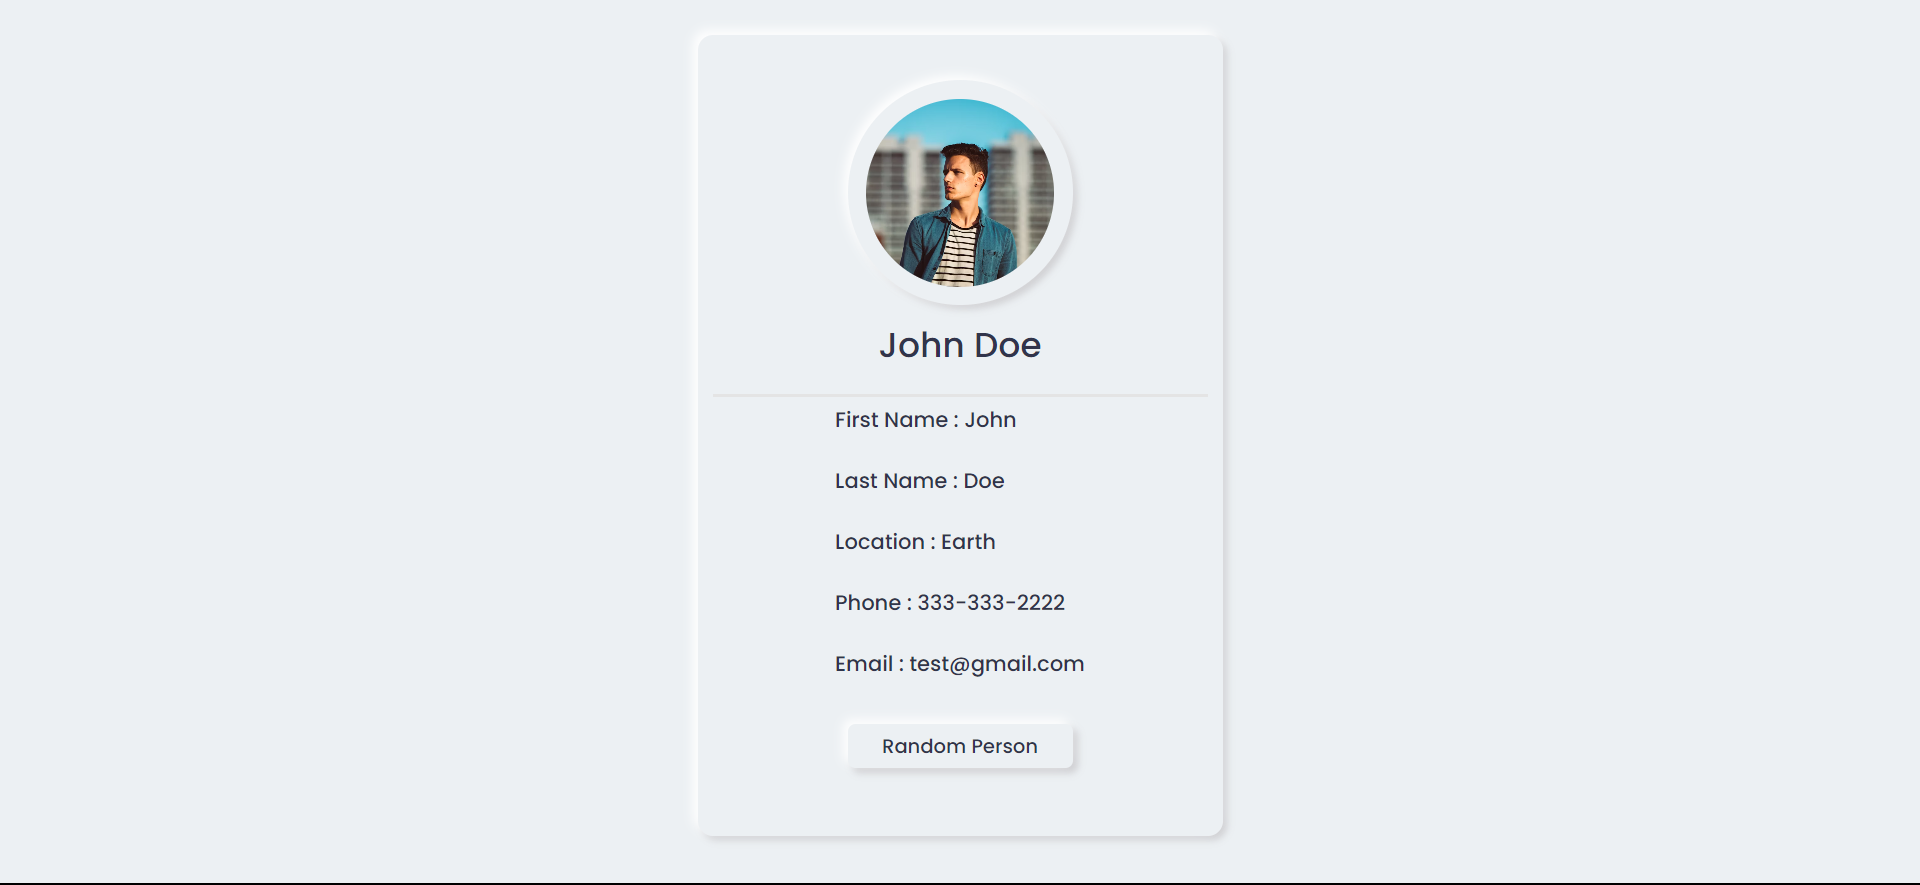 John Doe
First Name : John
Last Name : Doe
Location : Earth
Phone : 333-333-2222
Email : test@gmail.com
Random Person